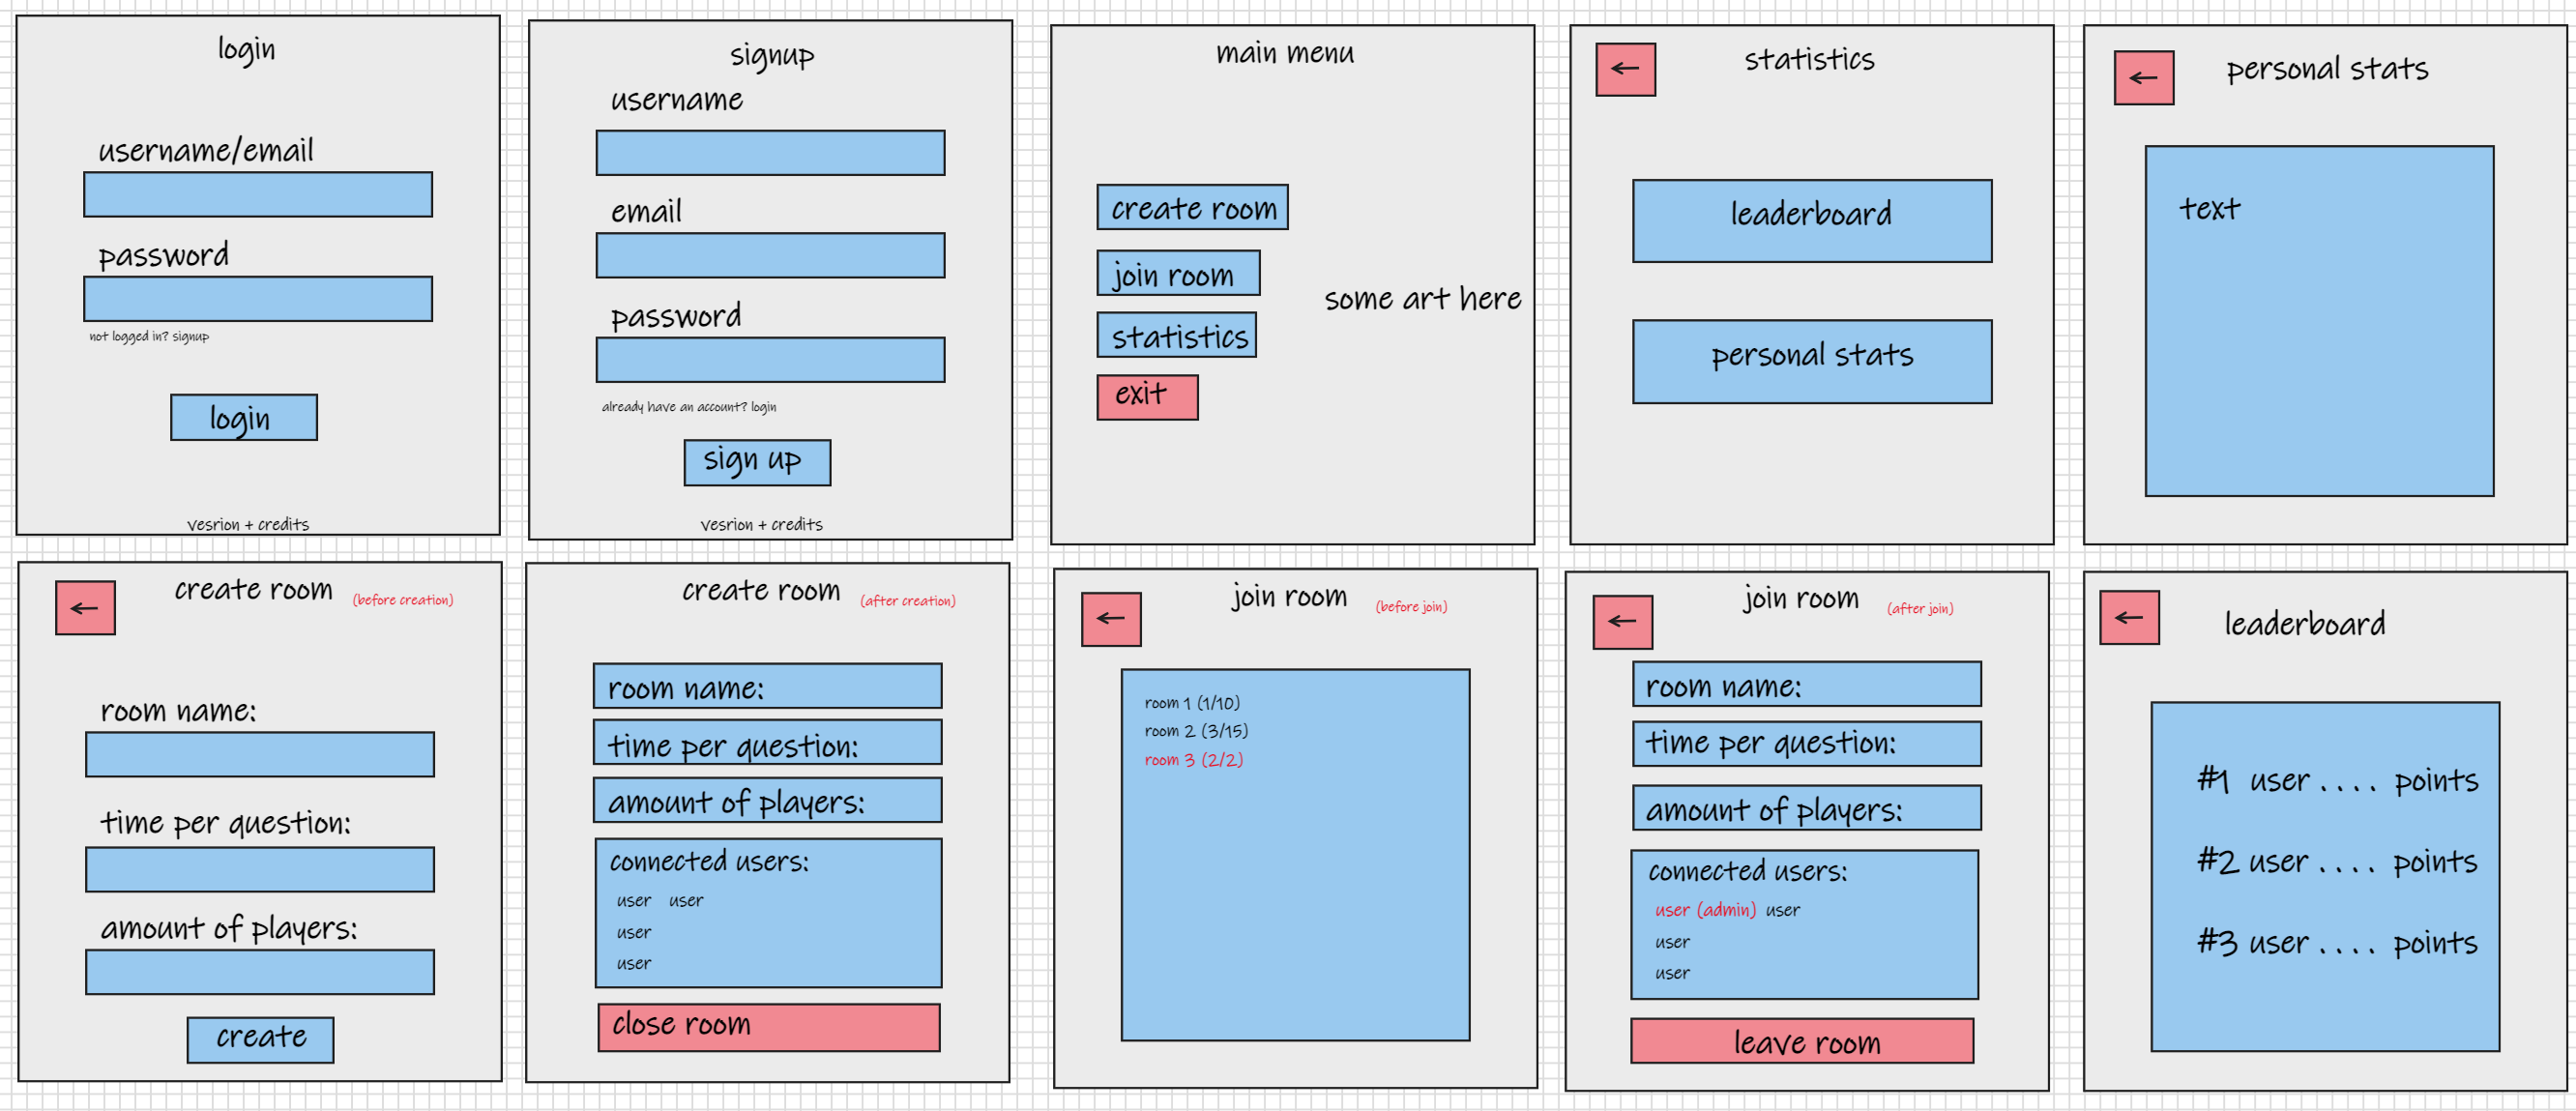 login
username/email
password
not logged in? signup
login
vesrion + credits
signup
username
email
password
already have an account? login
sign up
vesrion + credits
main menu
create room
join room
statistics
exit
some art here
←
statistics
leaderboard
personal stats
←
personal stats
text
←
create room (before creation)
room name:
time per question:
amount of players:
create
create room (after creation)
room name:
time per question:
amount of players:
connected users:
user user
user
user
close room
←
join room (before join)
room 1 (1/10)
room 2 (3/15)
room 3 (2/2)
←
join room (after join)
room name:
time per question:
amount of players:
connected users:
user (admin) user
user
user
leave room
←
leaderboard
#1 user .... points
#2 user .... points
#3 user .... points